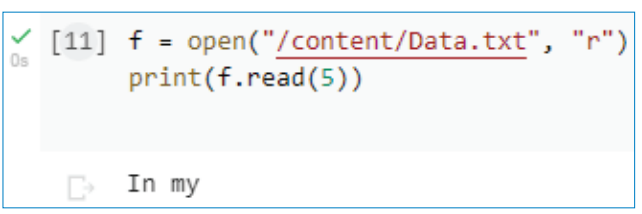 [11] f = open("/content/Data.txt", "r")
0s
print(f.read(5))
In my